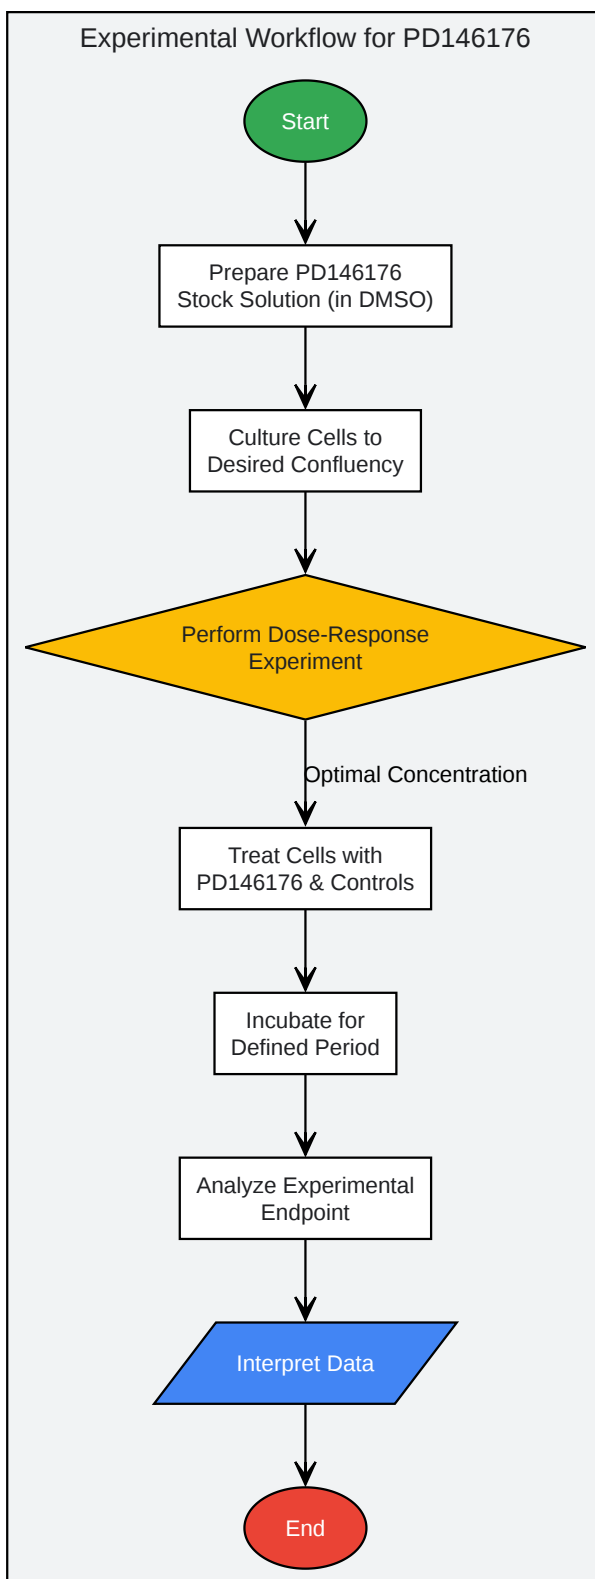 Experimental Workflow for PD146176
Start
Prepare PD146176
Stock Solution (in DMSO)
Culture Cells to
Desired Confluency
Perform Dose-Response
Experiment
Optimal Concentration
Treat Cells with
PD146176 & Controls
Incubate for
Defined Period
Analyze Experimental
Endpoint
Interpret Data
End